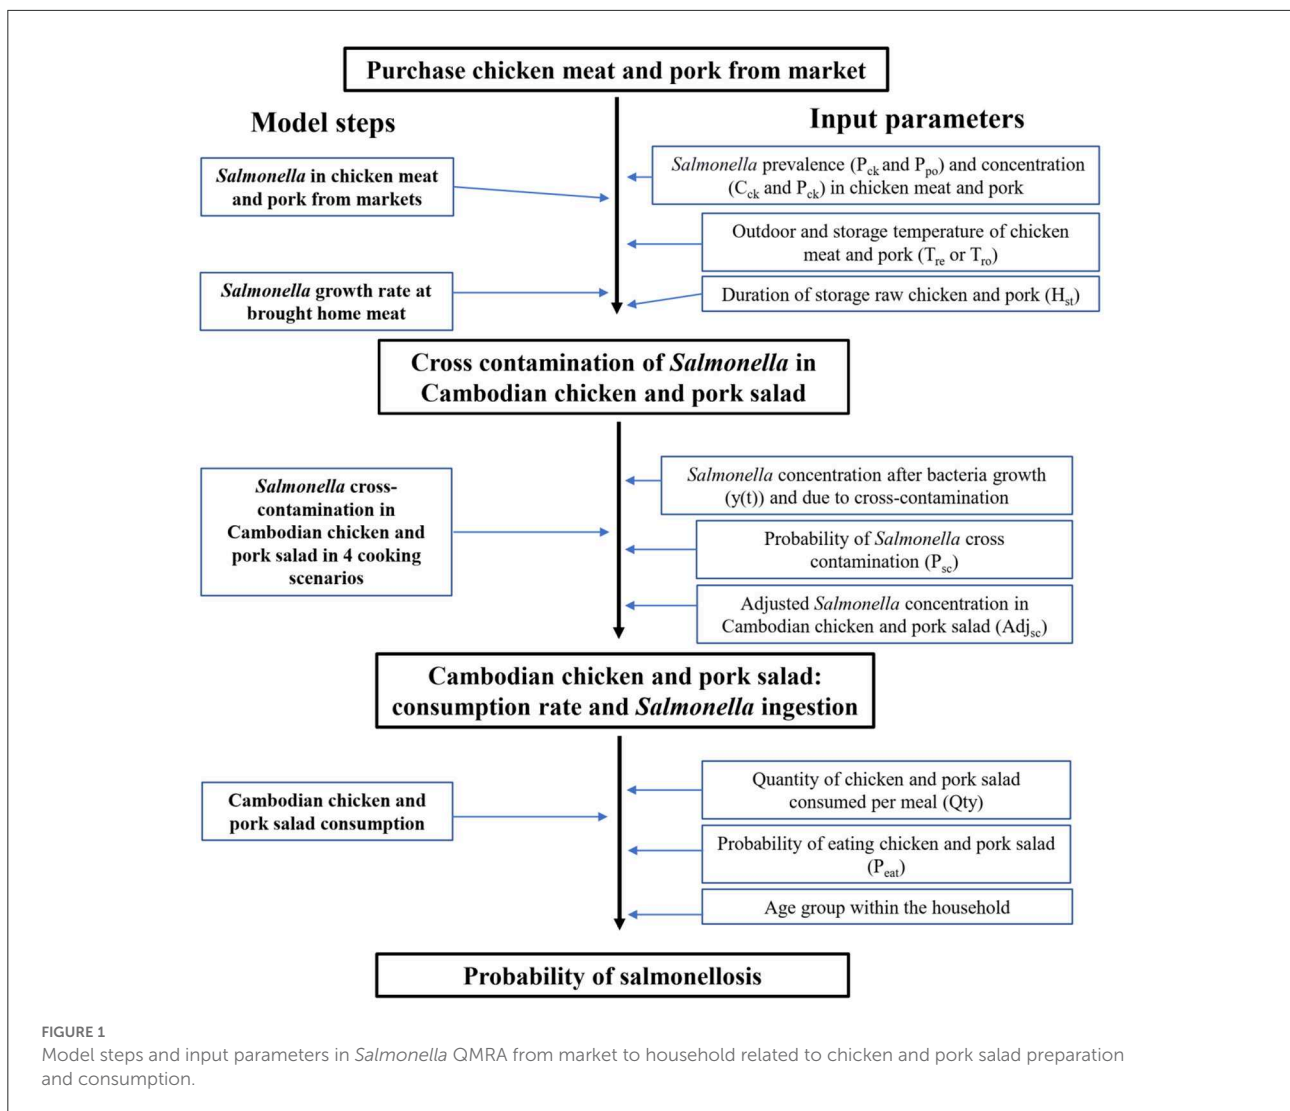 Purchase chicken meat and pork from market
Model steps
Input parameters
Salmonella in chicken meat
and pork from markets
Salmonella prevalence (Pck and Ppo) and concentration
(Cck and Pck) in chicken meat and pork
Outdoor and storage temperature of chicken
meat and pork (Tre or Tro)
Salmonella growth rate at
brought home meat
Duration of storage raw chicken and pork (Hst)
Cross contamination of Salmonella in
Cambodian chicken and pork salad
Salmonella cross-
contamination in
Cambodian chicken and
pork salad in 4 cooking
scenarios
Salmonella concentration after bacteria growth
(y(t)) and due to cross-contamination
Probability of Salmonella cross
contamination (Psc)
Adjusted Salmonella concentration in
Cambodian chicken and pork salad (Adjsc)
Cambodian chicken and pork salad:
consumption rate and Salmonella ingestion
Cambodian chicken and
pork salad consumption
Quantity of chicken and pork salad
consumed per meal (Qty)
Probability of eating chicken and pork salad
(Peat)
Age group within the household
Probability of salmonellosis
FIGURE 1
Model steps and input parameters in Salmonella QMRA from market to household related to chicken and pork salad preparation
and consumption.